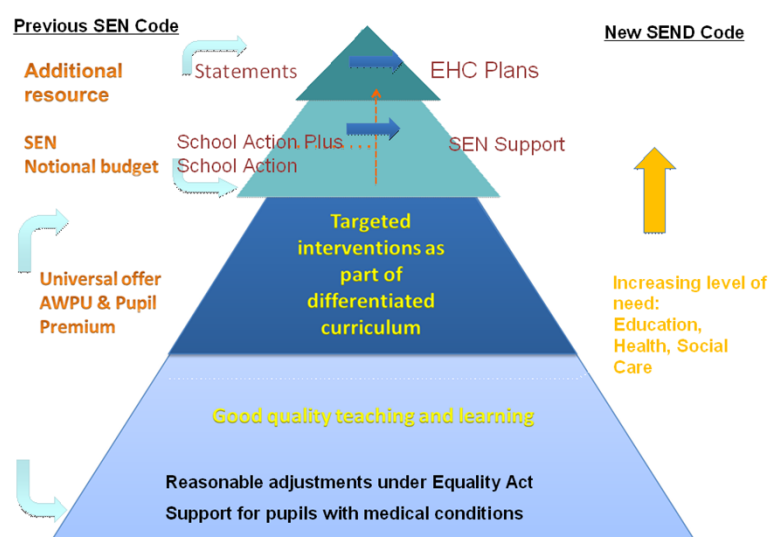 Previous SEN Code
New SEND Code
Additional
resource
Statements
EHC Plans
SEN
Notional budget
School Action Plus
School Action
SEN Support
Targeted
interventions as
part of
differentiated
curriculum
Universal offer
AWPU & Pupil
Premium
Increasing level of
need:
Education,
Health, Social
Care
Good quality teaching and learning
Reasonable adjustments under Equality Act
Support for pupils with medical conditions